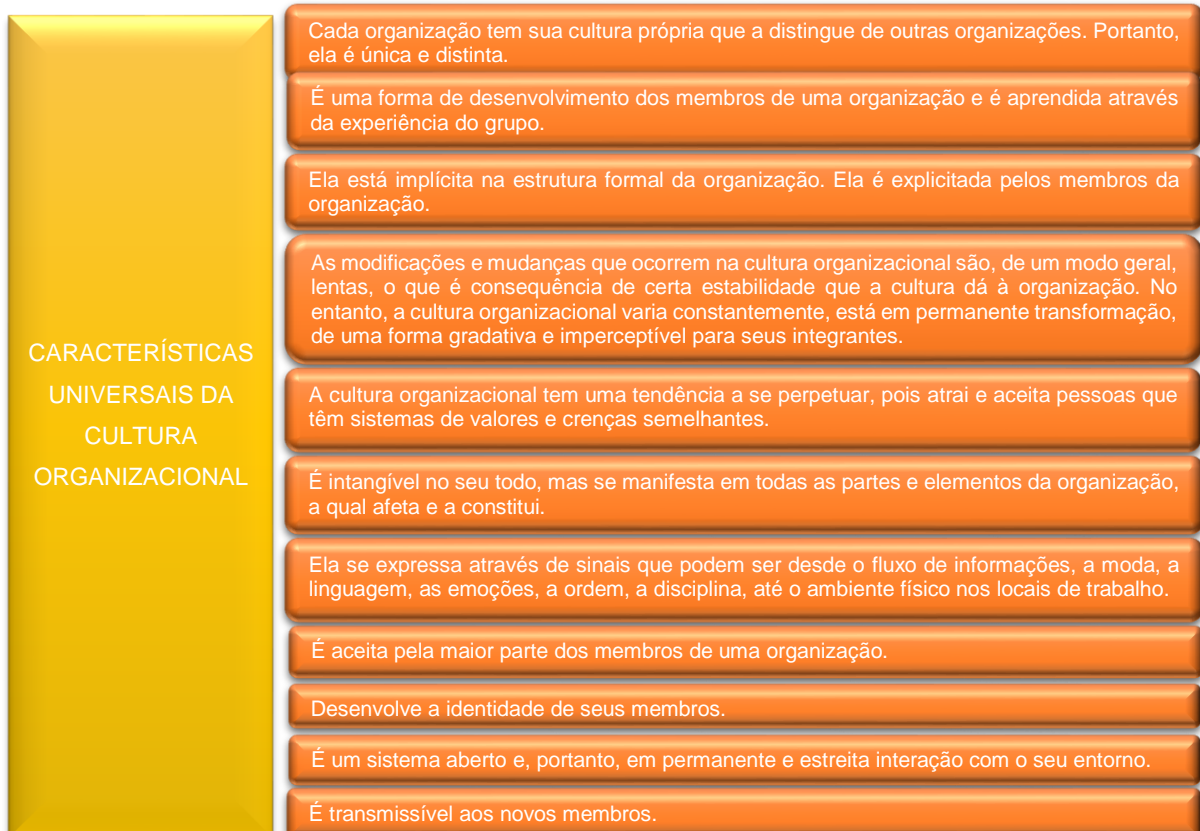 CARACTERÍSTICAS
UNIVERSAIS DA
CULTURA
ORGANIZACIONAL
Cada organização tem sua cultura própria que a distingue de outras organizações. Portanto,
ela é única e distinta.
É uma forma de desenvolvimento dos membros de uma organização e é aprendida através
da experiência do grupo.
Ela está implícita na estrutura formal da organização. Ela é explicitada pelos membros da
organização.
As modificações e mudanças que ocorrem na cultura organizacional são, de um modo geral,
lentas, o que é consequência de certa estabilidade que a cultura dá à organização. No
entanto, a cultura organizacional varia constantemente, está em permanente transformação,
de uma forma gradativa e imperceptível para seus integrantes.
A cultura organizacional tem uma tendência a se perpetuar, pois atrai e aceita pessoas que
têm sistemas de valores e crenças semelhantes.
É intangível no seu todo, mas se manifesta em todas as partes e elementos da organização,
a qual afeta e a constitui.
Ela se expressa através de sinais que podem ser desde o fluxo de informações, a moda, a
linguagem, as emoções, a ordem, a disciplina, até o ambiente físico nos locais de trabalho.
É aceita pela maior parte dos membros de uma organização.
Desenvolve a identidade de seus membros.
É um sistema aberto e, portanto, em permanente e estreita interação com o seu entorno.
É transmissível aos novos membros.